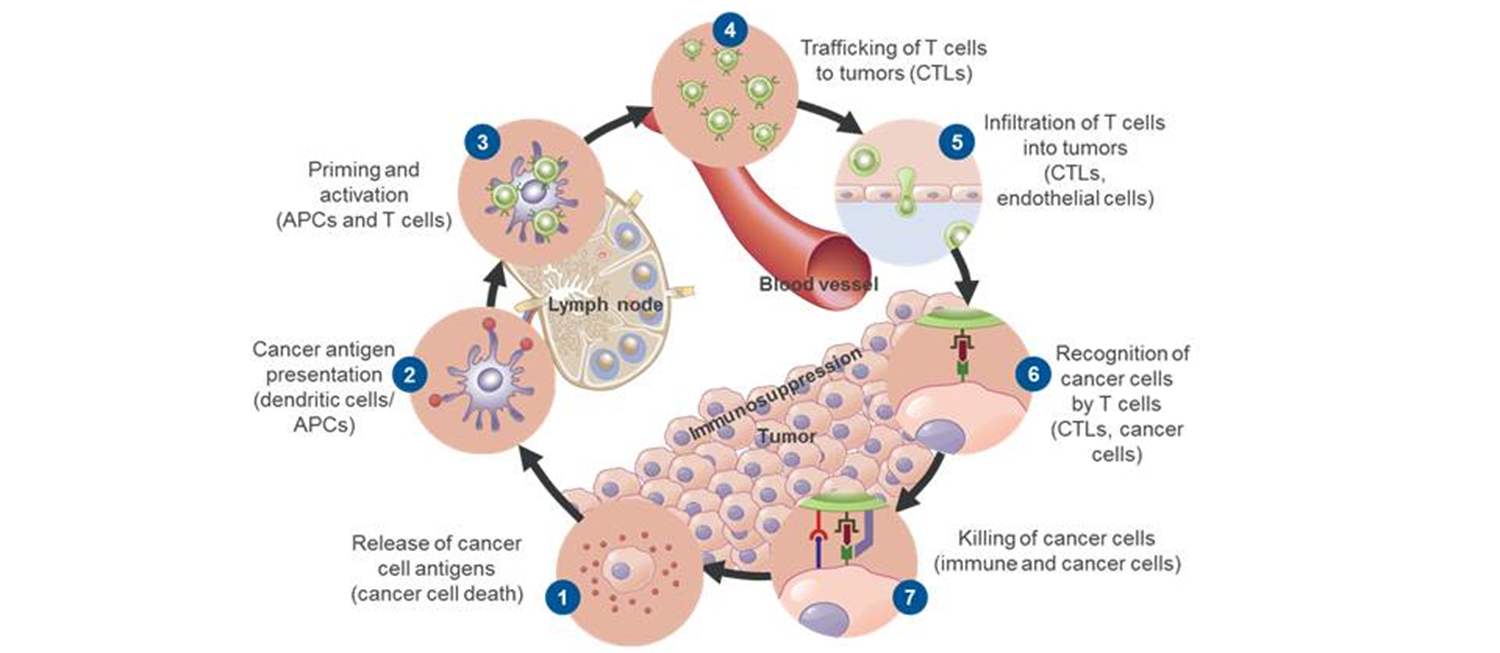 4
Trafficking of T cells
to tumors (CTLs)
5
Infiltration of T cells
into tumors
(CTLs,
endothelial cells)
3
Priming and
activation
(APCs and T cells)
Blood vessel
Lymph node
Cancer antigen
presentation
(dendritic cells/
APCs)
2
6
Recognition of
cancer cells
by T cells
(CTLs, cancer
cells)
Immunosuppression
Tumor
Release of cancer
cell antigens
(cancer cell death)
1
Killing of cancer cells
(immune and cancer cells)
7